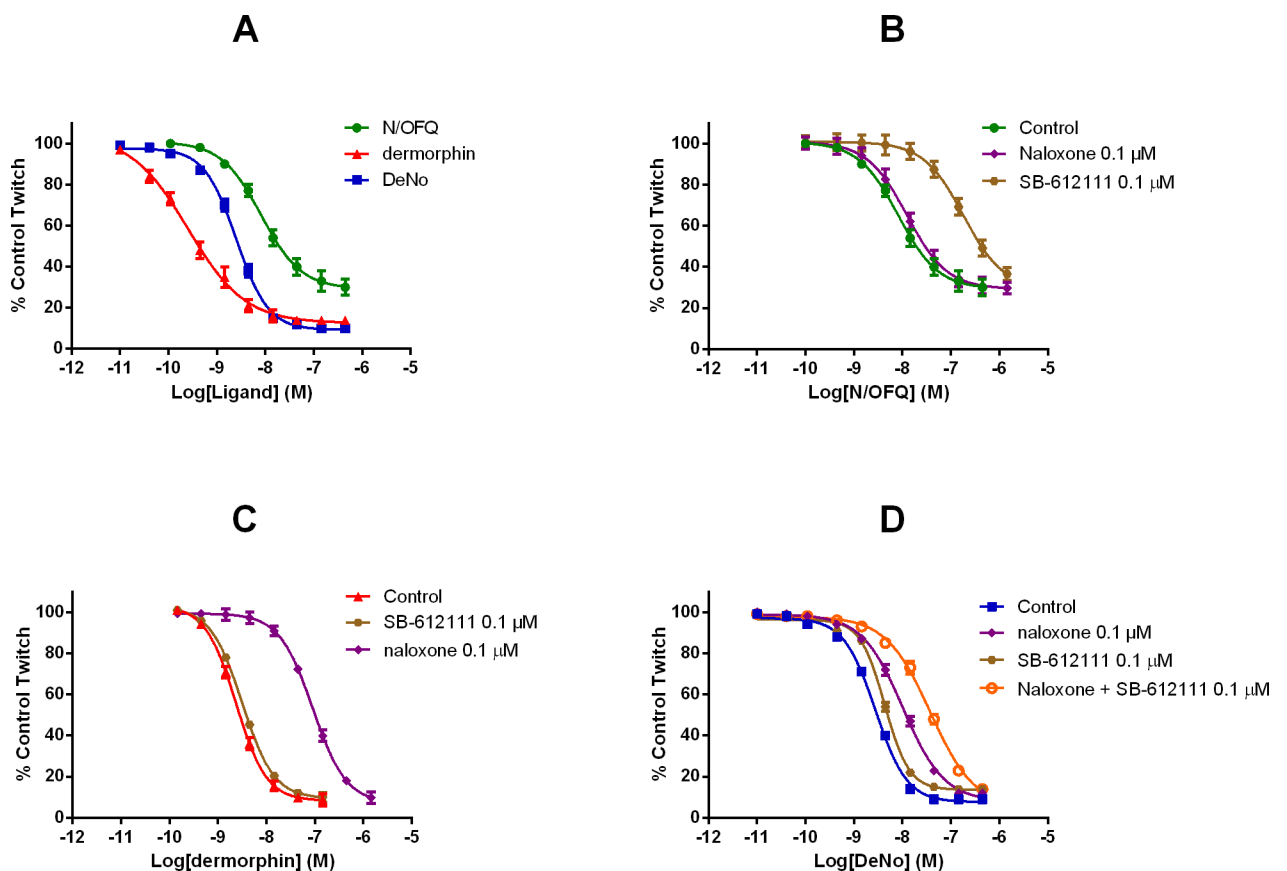 A
N/OFQ
dermorphin
DeNo
100
80
60
40
20
0
-12 -11 -10 -9 -8 -7 -6 -5
% Control Twitch
Log[Ligand] (M)
B
Control
Naloxone 0.1 µM
SB-612111 0.1 µM
100
80
60
40
20
0
-12 -11 -10 -9 -8 -7 -6 -5
% Control Twitch
Log[N/OFQ] (M)
C
Control
SB-612111 0.1 µM
naloxone 0.1 µM
100
80
60
40
20
0
-12 -11 -10 -9 -8 -7 -6 -5
% Control Twitch
Log[dermorphin] (M)
D
Control
naloxone 0.1 µM
SB-612111 0.1 µM
Naloxone + SB-612111 0.1 µM
100
80
60
40
20
0
-12 -11 -10 -9 -8 -7 -6 -5
% Control Twitch
Log[DeNo] (M)